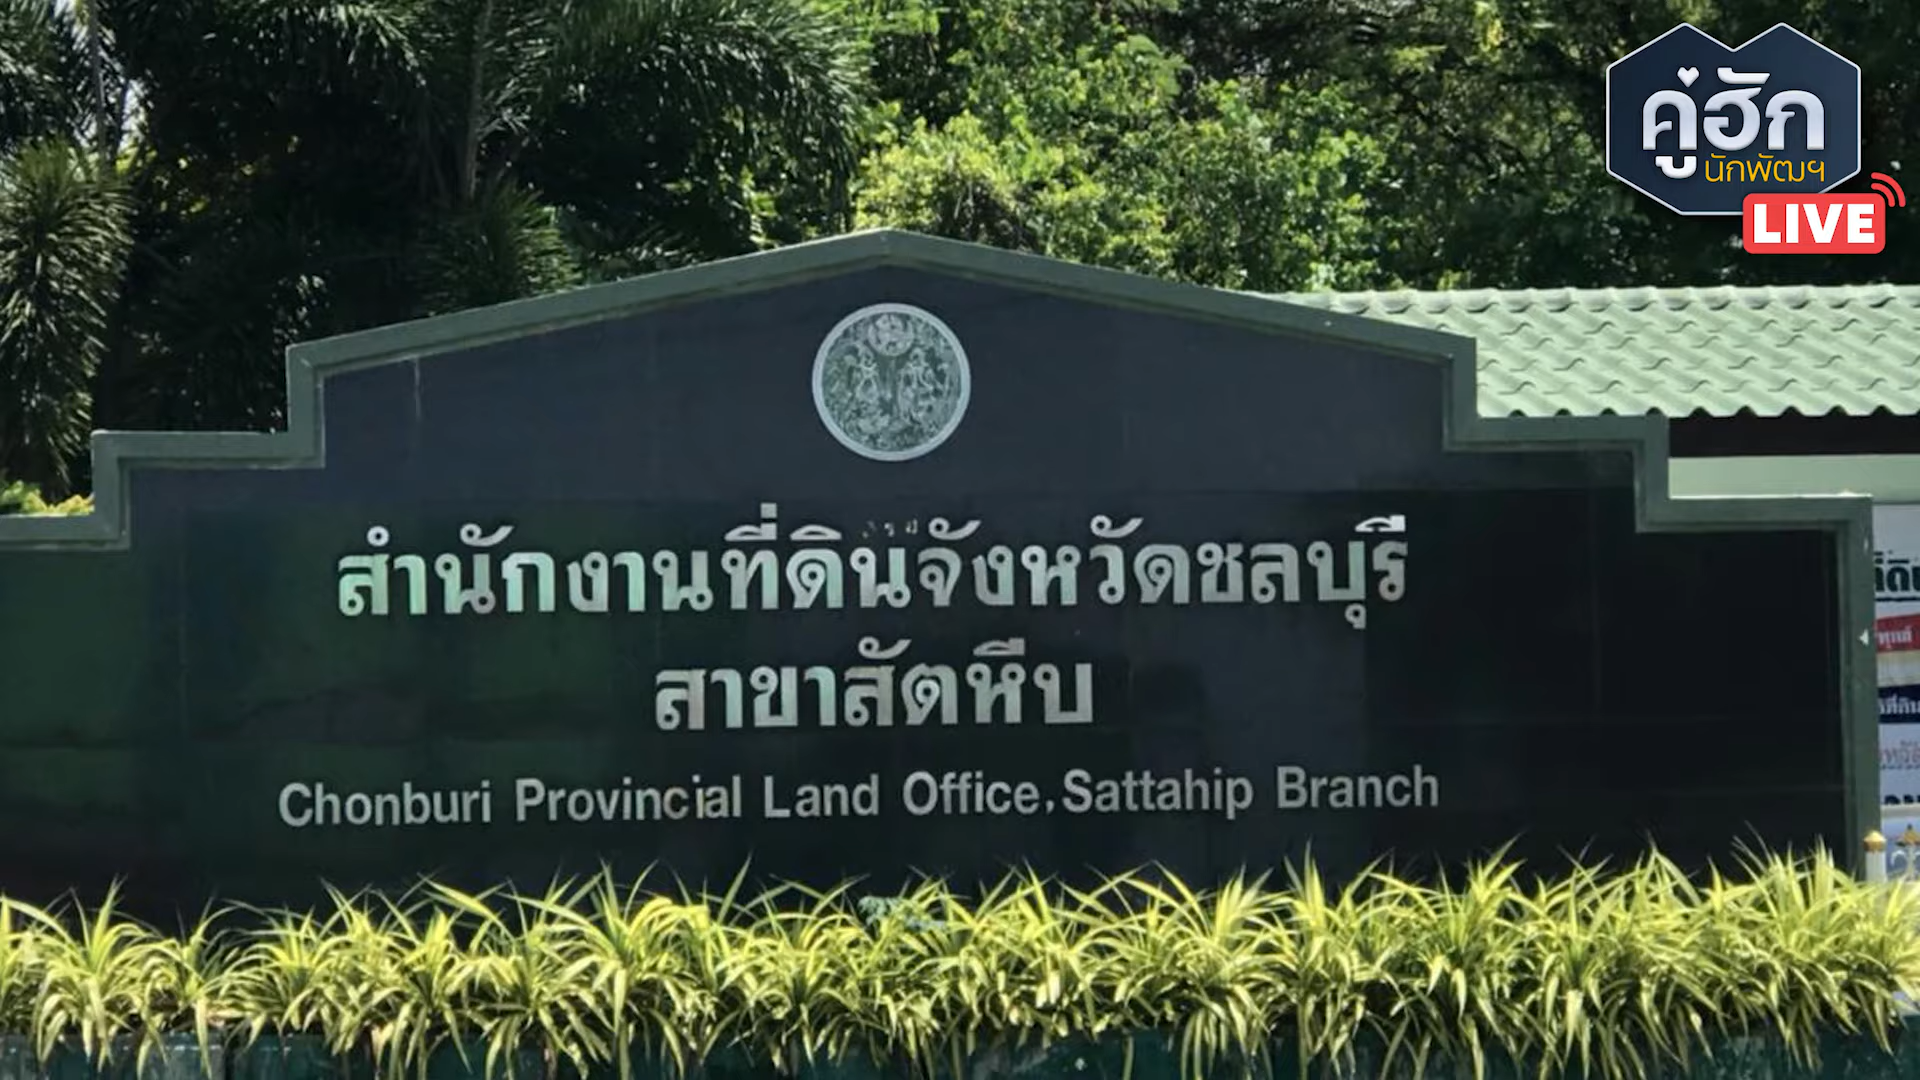 คู่ฮัก
นักพัฒฯ
LIVE
สำนักงานที่ดินจังหวัดชลบุรี
สาขาสัตหีบ
Chonburi Provincial Land Office, Sattahip Branch